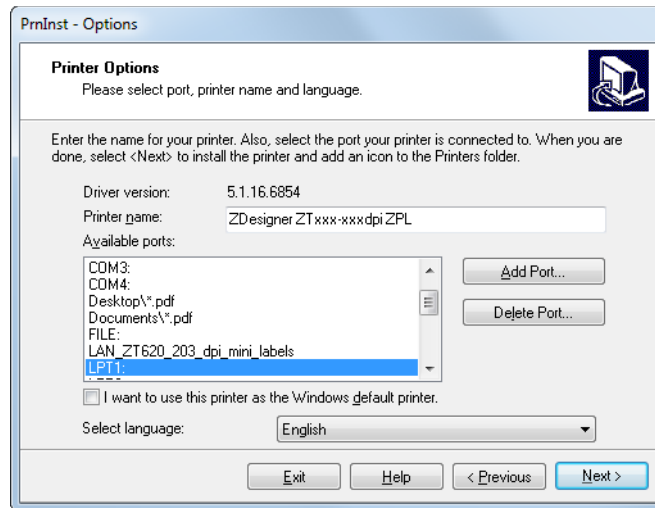 PrnInst - Options
Printer Options
Please select port, printer name and language.
Enter the name for your printer. Also, select the port your printer is connected to. When you are
done, select <Next> to install the printer and add an icon to the Printers folder.
Driver version: 5.1.16.6854
Printer name: ZDesigner ZTxxx-xxxdpi ZPL
Available ports:
COM3:
COM4:
Desktop\*.pdf
Documents\*.pdf
FILE:
LAN_ZT620_203_dpi_mini_labels
LPT1:
Add Port...
Delete Port...
I want to use this printer as the Windows default printer.
Select language: English
Exit Help < Previous Next >